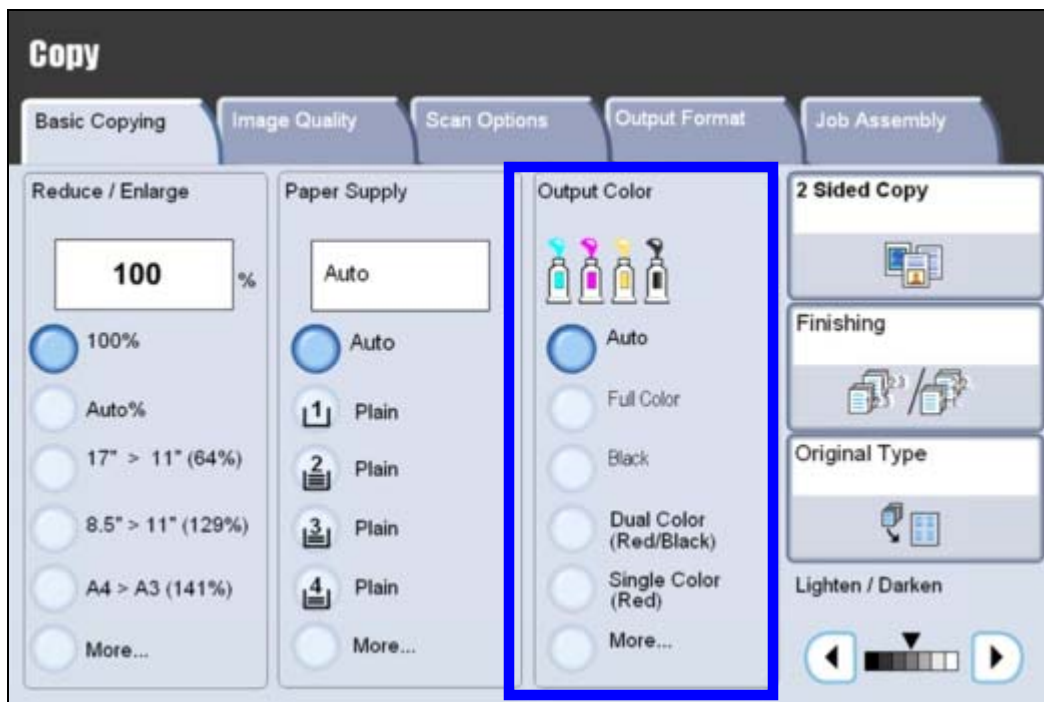 Copy
Basic Copying
Image Quality
Scan Options
Output Format
Job Assembly
Reduce / Enlarge
100
%
100%
Auto%
17" > 11" (64%)
8.5" > 11" (129%)
A4 > A3 (141%)
More...
Paper Supply
Auto
Auto
1 Plain
2 Plain
3 Plain
4 Plain
More...
Output Color
Auto
Full Color
Black
Dual Color
(Red/Black)
Single Color
(Red)
More...
2 Sided Copy
Finishing
Original Type
Lighten / Darken